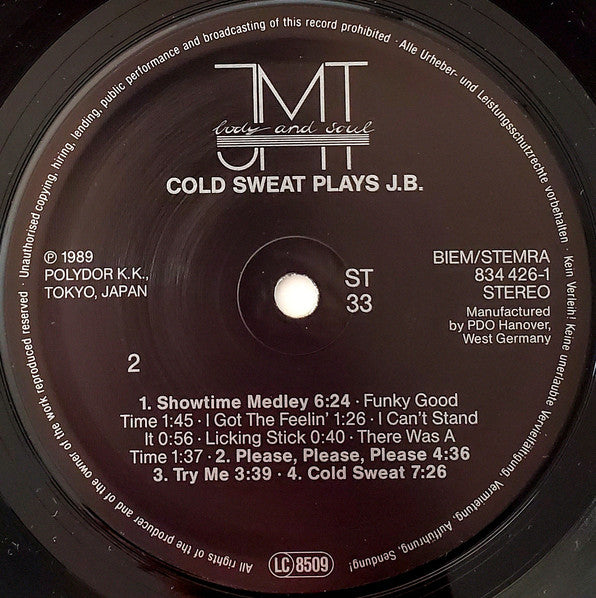 Unauthorised copying, hiring, lending, public performance and broadcasting of this record prohibited · Alle Urheber- und Leistungsschutzrechte vorbehalten · Kein Verleih! Keine unerlaubte Vervielfältigung, Vermietung, Aufführung, Sendung!
JMT
body and soul
COLD SWEAT PLAYS J.B.
℗ 1989
POLYDOR K.K.,
TOKYO, JAPAN
ST
33
BIEM/STEMRA
834 426-1
STEREO
Manufactured
by PDO Hanover,
West Germany
2
1. Showtime Medley 6:24 · Funky Good
Time 1:45 · I Got The Feelin' 1:26 · I Can't Stand
It 0:56 · Licking Stick 0:40 · There Was A
Time 1:37 · 2. Please, Please, Please 4:36
3. Try Me 3:39 · 4. Cold Sweat 7:26
All rights of the producer and of the owner of the work reproduced reserved ·
LC 8509